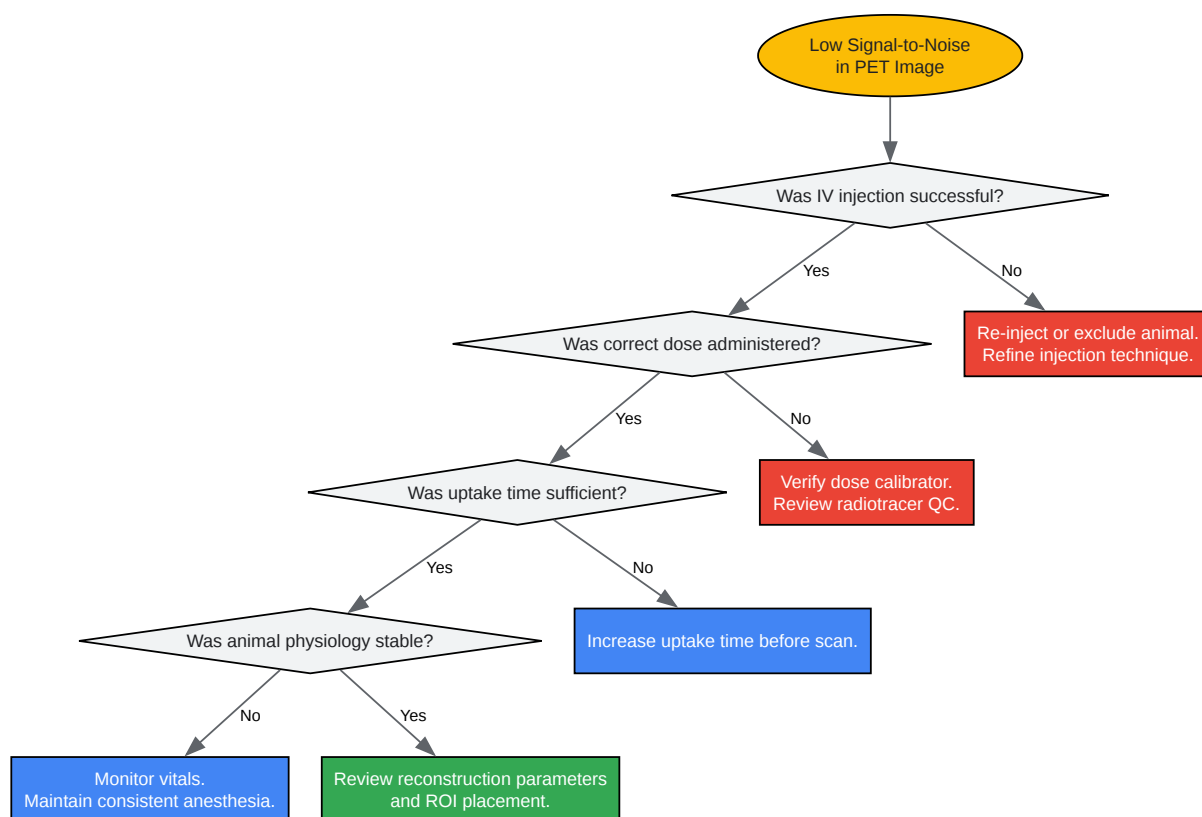 Low Signal-to-Noise
in PET Image
Was IV injection successful?
Yes
No
Was correct dose administered?
Re-inject or exclude animal.
Refine injection technique.
Yes
No
Was uptake time sufficient?
Verify dose calibrator.
Review radiotracer QC.
Yes
No
Was animal physiology stable?
Increase uptake time before scan.
No
Yes
Monitor vitals.
Maintain consistent anesthesia.
Review reconstruction parameters
and ROI placement.